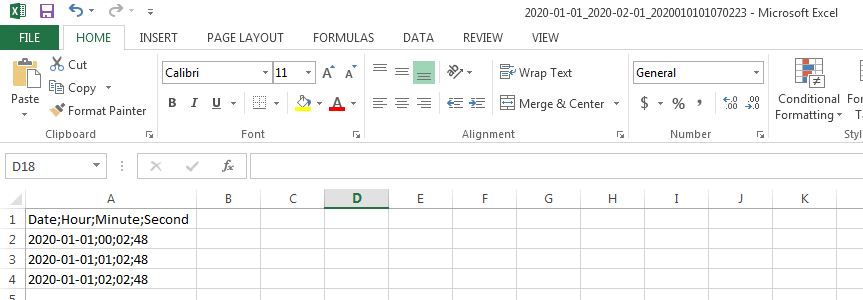 2020-01-01_2020-02-01_2020010101070223 - Microsoft Excel
FILE HOME INSERT PAGE LAYOUT FORMULAS DATA REVIEW VIEW
Paste
Cut
Copy
Format Painter
Clipboard
Calibri 11
B I U
Font
Wrap Text
Merge & Center
Alignment
General
$ % ,
Number
Conditional Formatting
D18
fx
A B C D E F G H I J K
1 Date;Hour;Minute;Second
2 2020-01-01;00;02;48
3 2020-01-01;01;02;48
4 2020-01-01;02;02;48